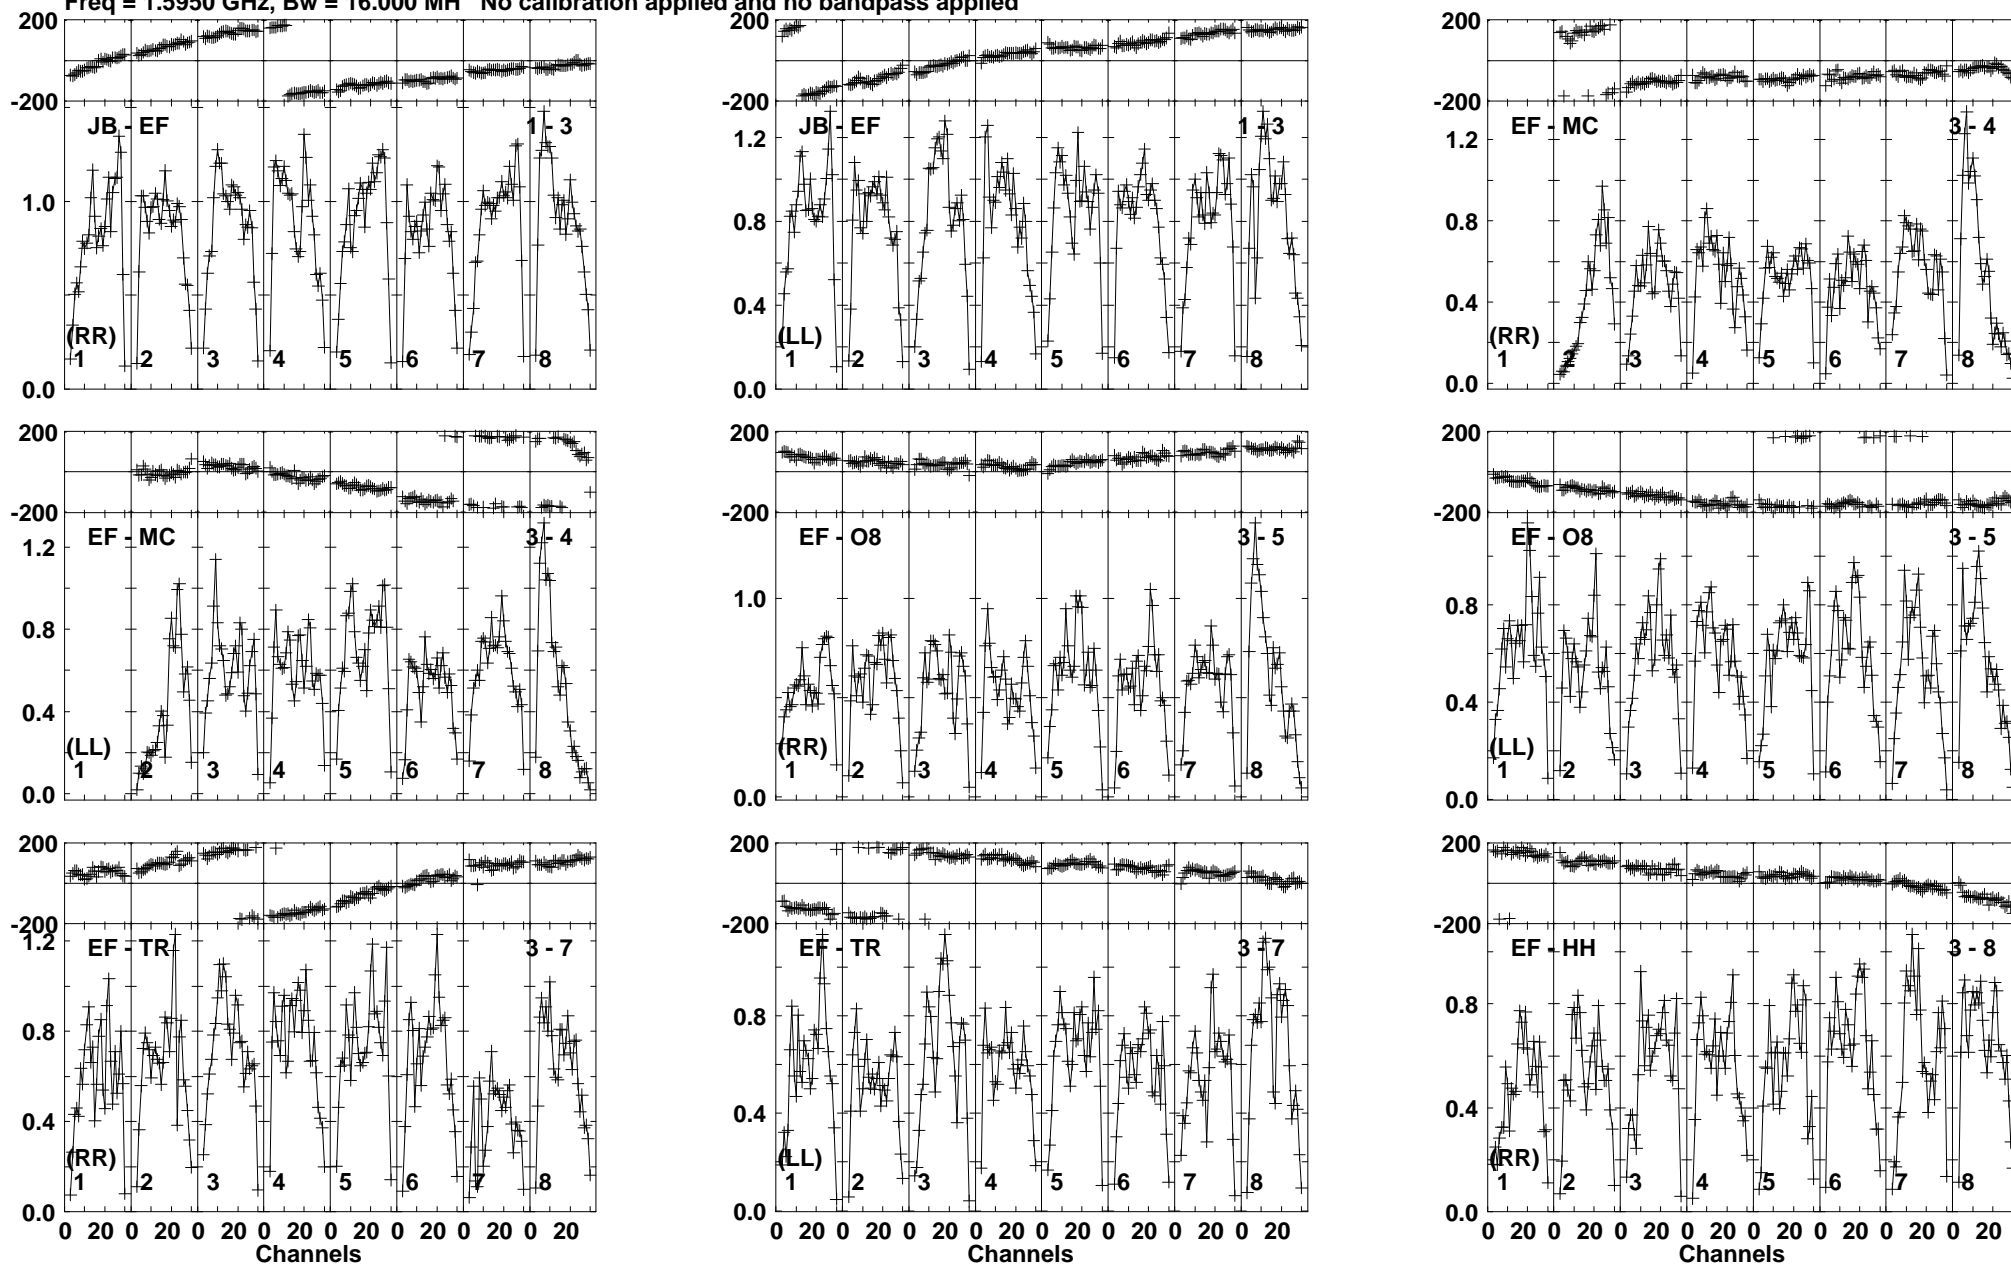 Freq = 1.5950 GHz, Bw = 16.000 MH No calibration applied and no bandpass applied
200 200 200
-200 -200 -200
JB - EF 1 - 3 JB - EF 1 - 3 EF - MC 3 - 4
1.2 1.2
1.0
0.8 0.8
0.4 0.4
(RR) (LL) (RR)
1 2 3 4 5 6 7 8 1 2 3 4 5 6 7 8 1 2 3 4 5 6 7 8
0.0 0.0 0.0
200 200 200
-200 -200 -200
EF - MC 3 - 4 EF - O8 3 - 5 EF - O8 3 - 5
1.2
1.0
0.8 0.8
0.4 0.4
(LL) (RR) (LL)
1 2 3 4 5 6 7 8 1 2 3 4 5 6 7 8 1 2 3 4 5 6 7 8
0.0 0.0 0.0
200 200 200
-200 -200 -200
1.2
EF - TR 3 - 7 EF - TR 3 - 7 EF - HH 3 - 8
0.8 0.8 0.8
0.4 0.4 0.4
(RR) (LL) (RR)
1 2 3 4 5 6 7 8 1 2 3 4 5 6 7 8 1 2 3 4 5 6 7 8
0.0 0.0 0.0
0 20 0 20 0 20 0 20 0 20 0 20 0 20 0 20 0 20 0 20 0 20 0 20 0 20 0 20 0 20 0 20 0 20 0 20 0 20 0 20 0 20 0 20 0 20 0 20
Channels Channels Channels